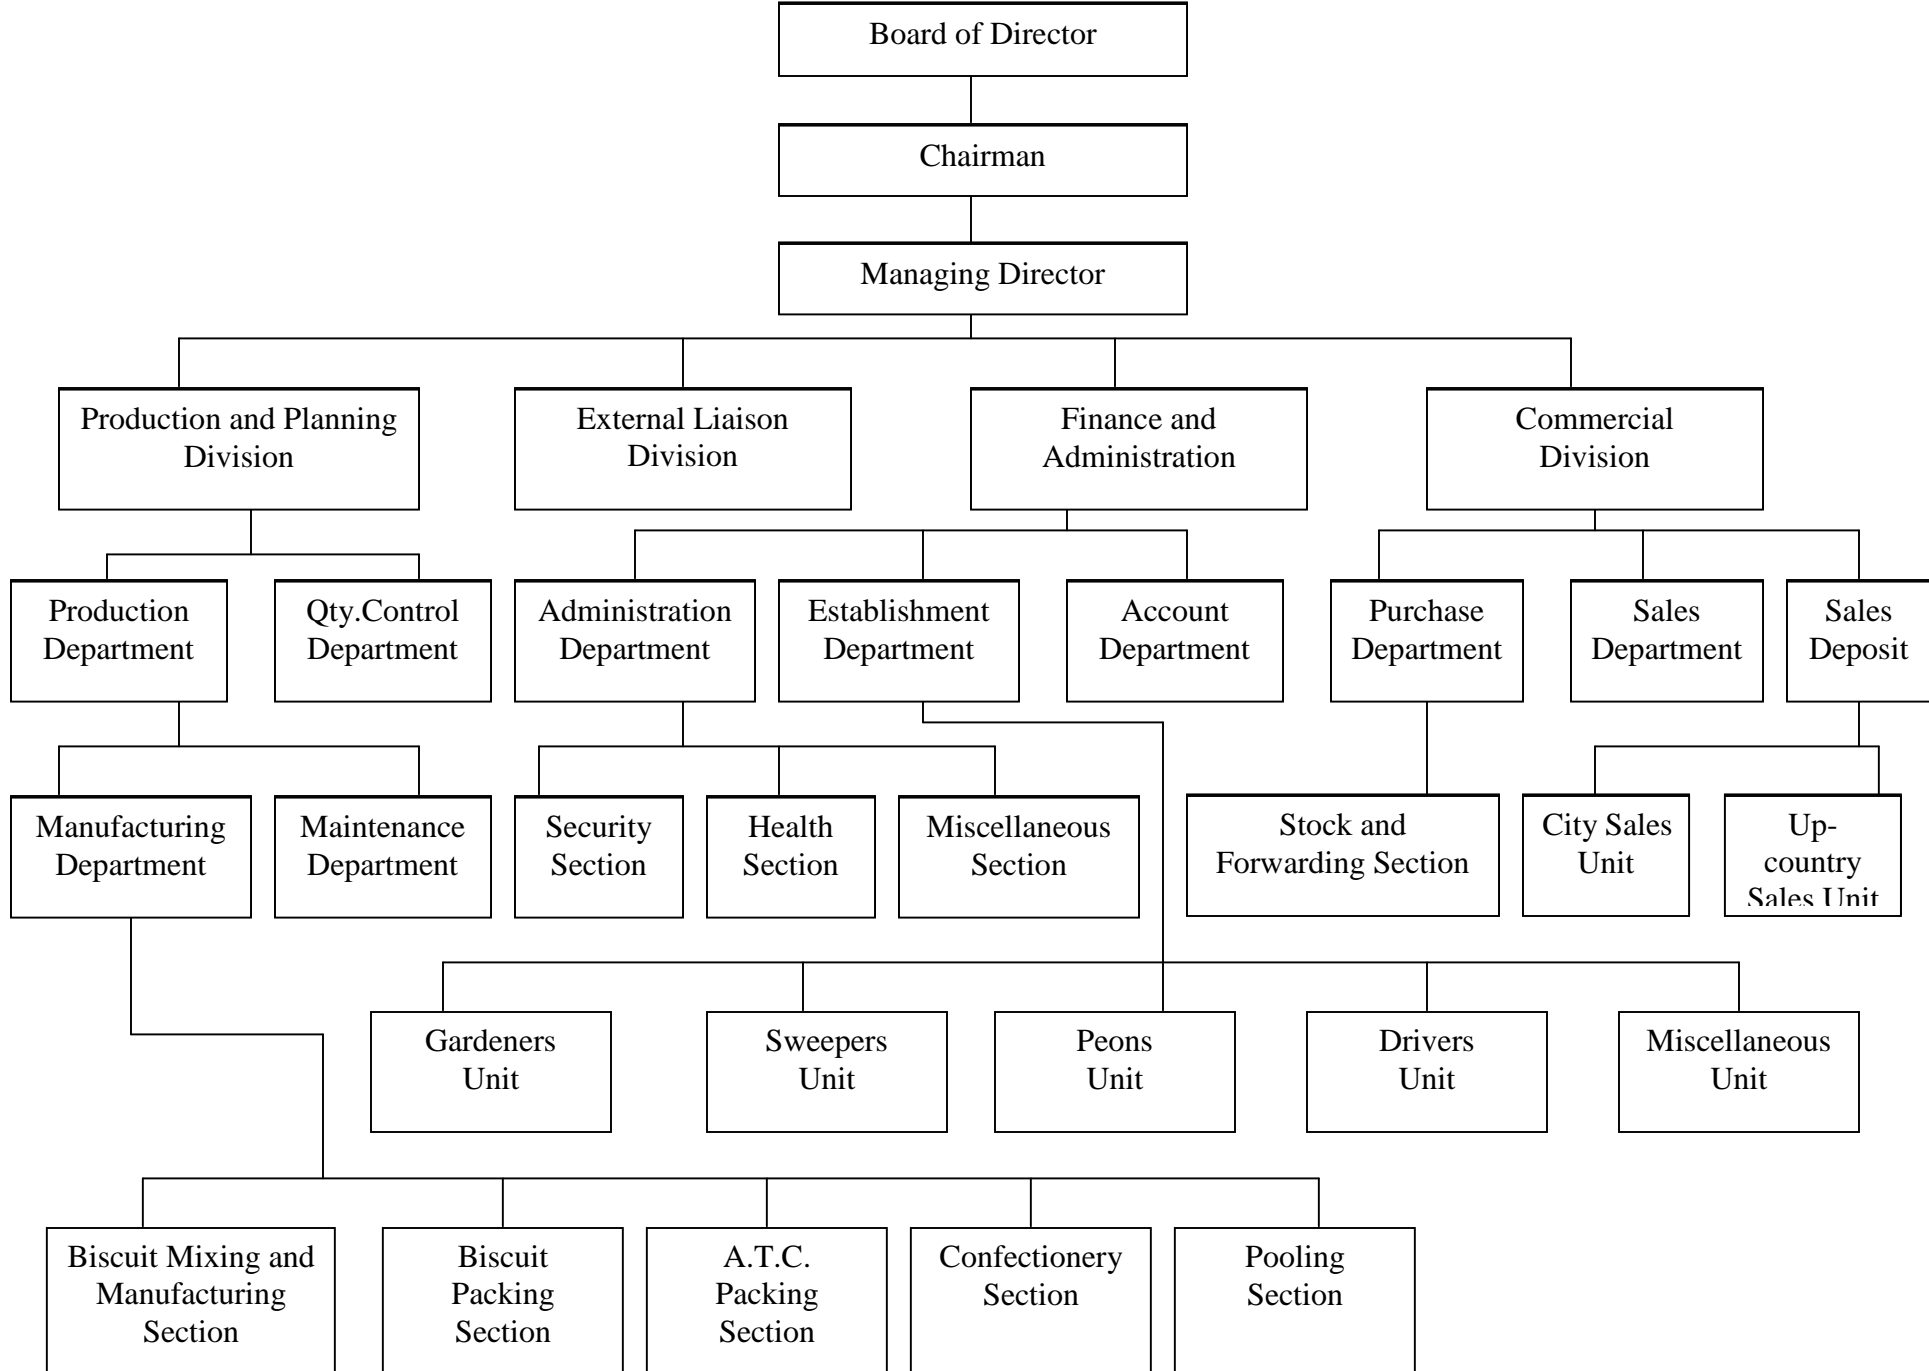 Board of Director
Chairman
Managing Director
Production and Planning
Division
External Liaison
Division
Finance and
Administration
Commercial
Division
Production
Department
Qty.Control
Department
Administration
Department
Establishment
Department
Account
Department
Purchase
Department
Sales
Department
Sales
Deposit
Manufacturing
Department
Maintenance
Department
Security
Section
Health
Section
Miscellaneous
Section
Stock and
Forwarding Section
City Sales
Unit
Up-
country
Sales Unit
Gardeners
Unit
Sweepers
Unit
Peons
Unit
Drivers
Unit
Miscellaneous
Unit
Biscuit Mixing and
Manufacturing
Section
Biscuit
Packing
Section
A.T.C.
Packing
Section
Confectionery
Section
Pooling
Section